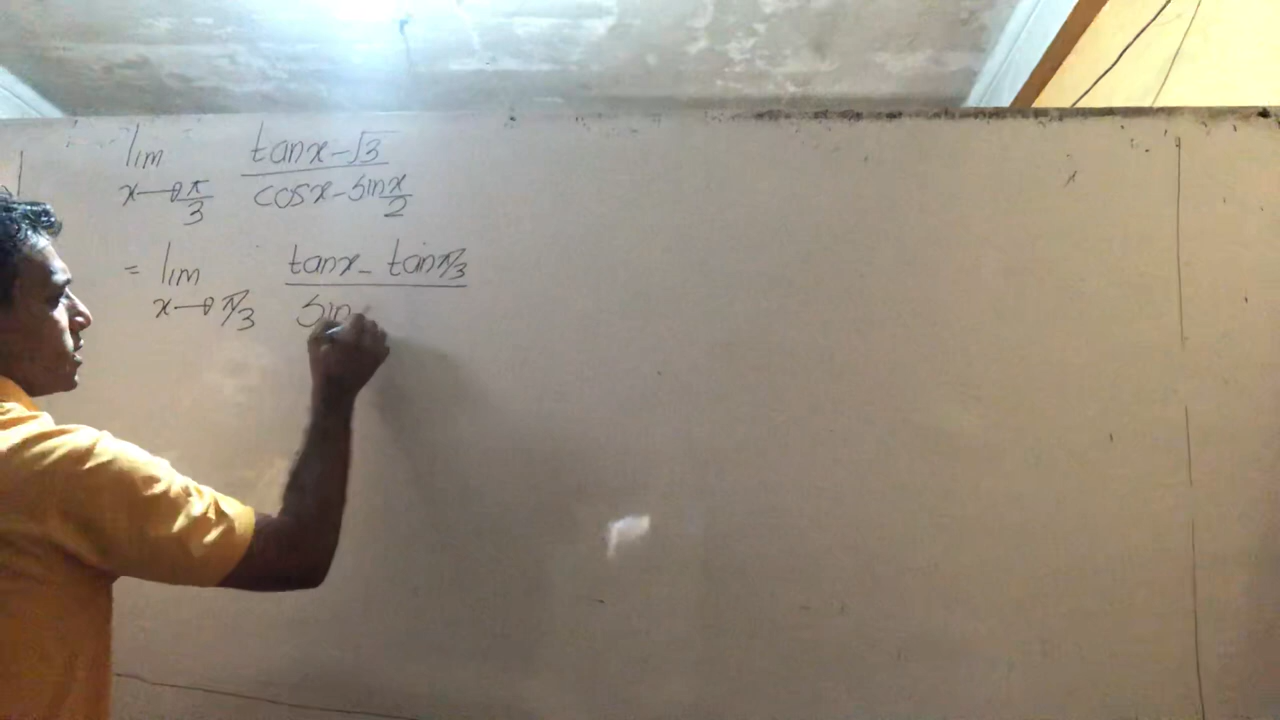 lim tanx-√3
x→π/3 cosx-sin x/2
= lim tanx - tanπ/3
x→π/3 sin